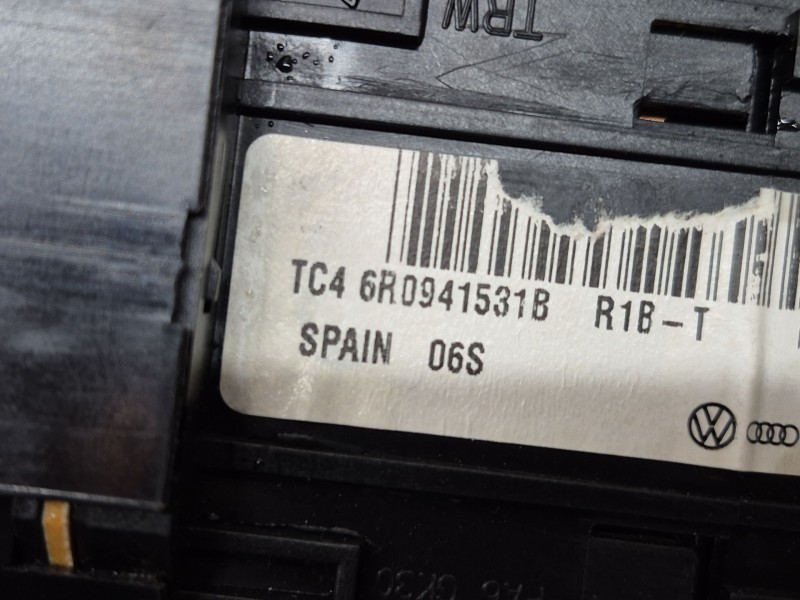 TRW
TC4 6R0941531B R1B-T
SPAIN 06S